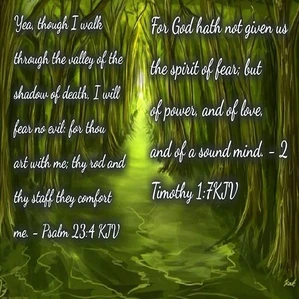 Yea, though I walk
through the valley of the
shadow of death, I will
fear no evil: for thou
art with me; thy rod and
thy staff they comfort
me. - Psalm 23:4 KJV
For God hath not given us
the spirit of fear; but
of power, and of love,
and of a sound mind. - 2
Timothy 1:7KJV